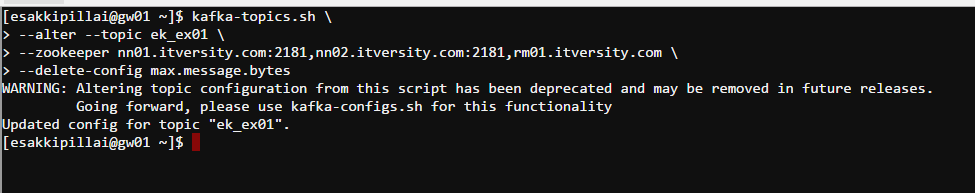 [esakkipillai@gw01 ~]$ kafka-topics.sh \
> --alter --topic ek_ex01 \
> --zookeeper nn01.itversity.com:2181,nn02.itversity.com:2181,rm01.itversity.com \
> --delete-config max.message.bytes
WARNING: Altering topic configuration from this script has been deprecated and may be removed in future releases.
         Going forward, please use kafka-configs.sh for this functionality
Updated config for topic "ek_ex01".
[esakkipillai@gw01 ~]$